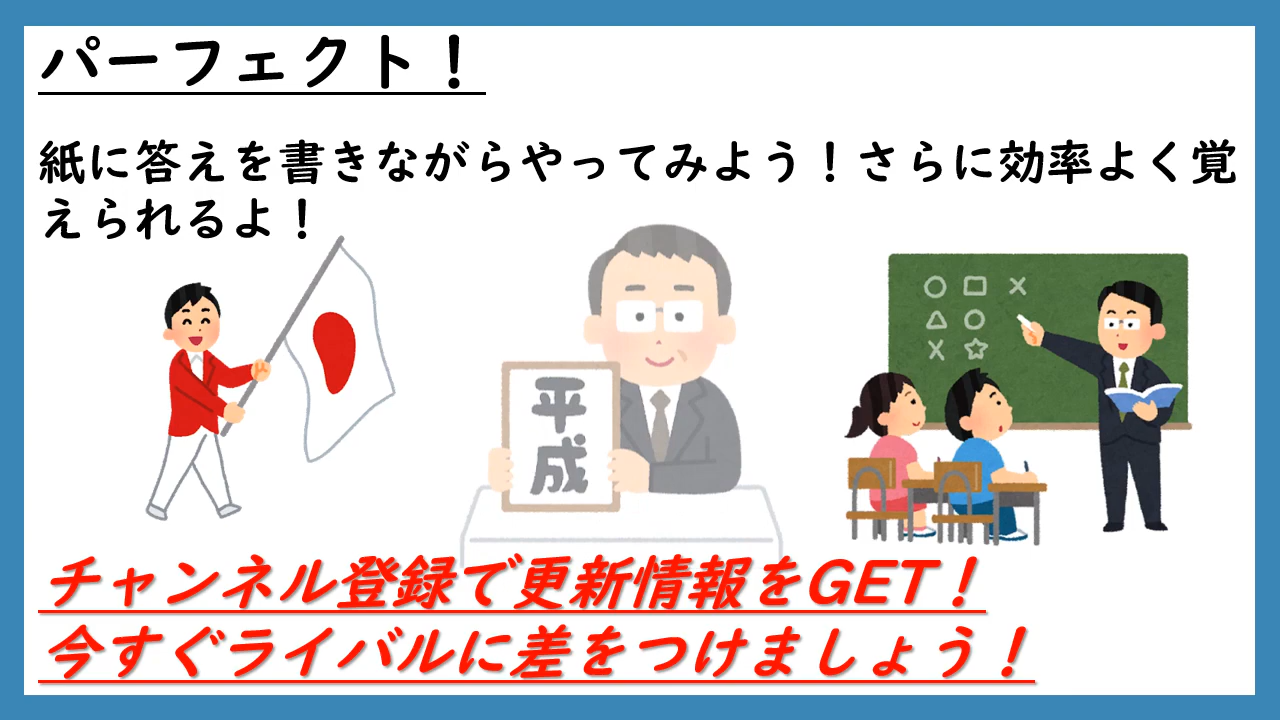 パーフェクト！
紙に答えを書きながらやってみよう！さらに効率よく覚
えられるよ！
平成
チャンネル登録で更新情報をGET！
今すぐライバルに差をつけましょう！